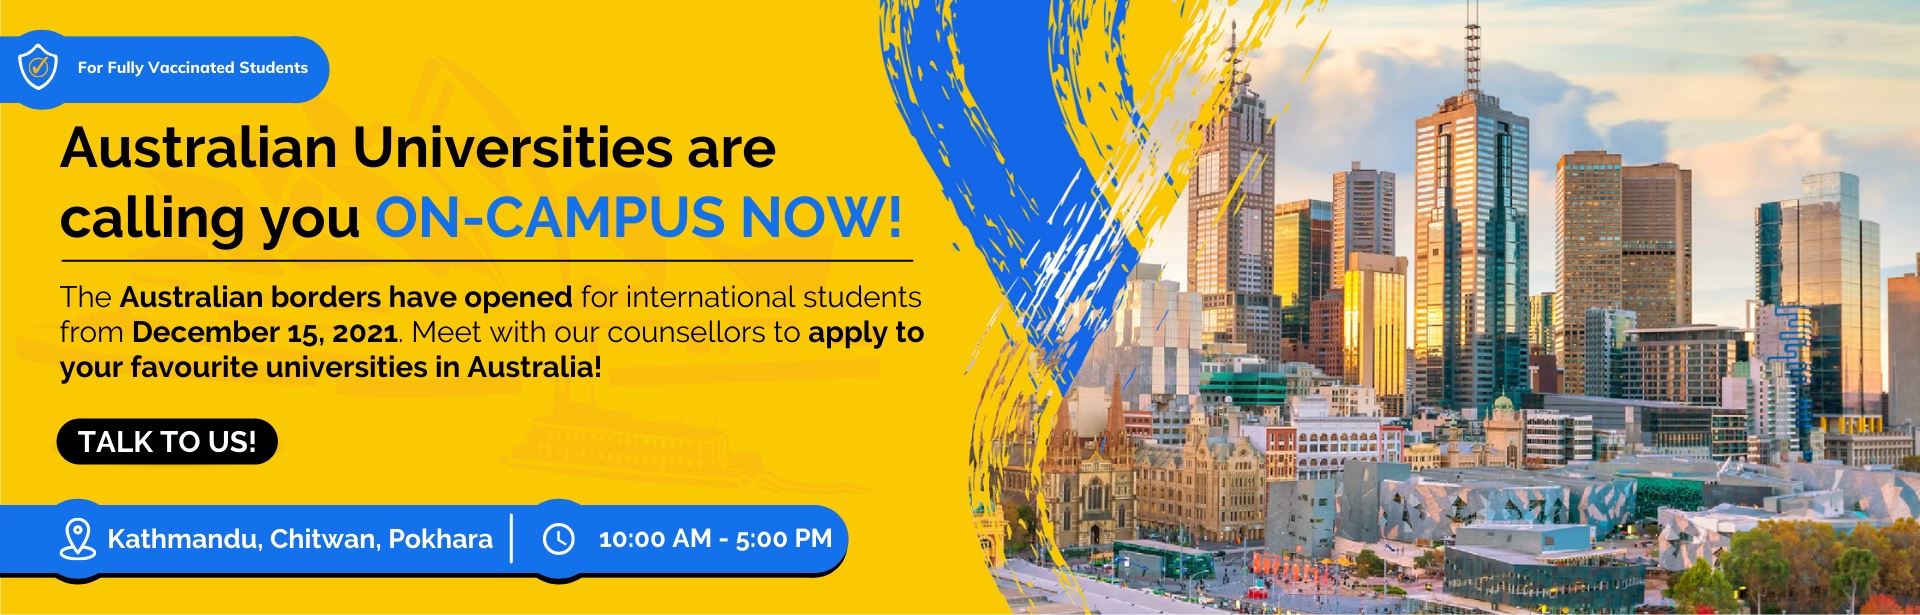 For Fully Vaccinated Students
Australian Universities are
calling you ON-CAMPUS NOW!
The Australian borders have opened for international students
from December 15, 2021. Meet with our counsellors to apply to
your favourite universities in Australia!
TALK TO US!
Kathmandu, Chitwan, Pokhara
10:00 AM - 5:00 PM